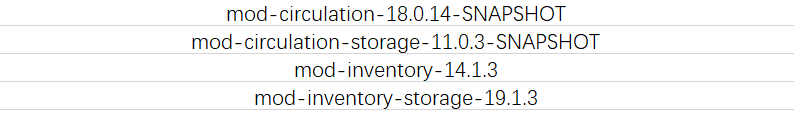 mod-circulation-18.0.14-SNAPSHOT
mod-circulation-storage-11.0.3-SNAPSHOT
mod-inventory-14.1.3
mod-inventory-storage-19.1.3